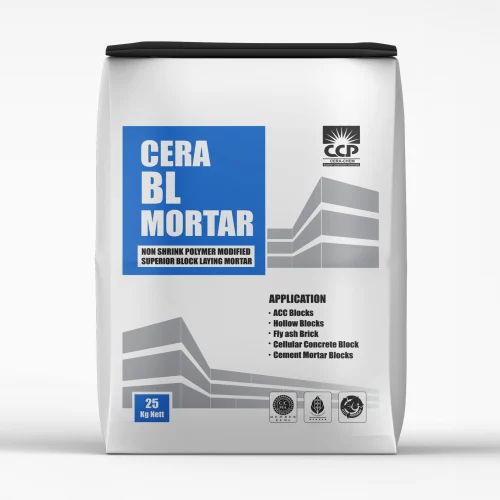 CERA
BL
MORTAR
NON SHRINK POLYMER MODIFIED
SUPERIOR BLOCK LAYING MORTAR
CCP
CERA-CHEM
APPLICATION
• ACC Blocks
• Hollow Blocks
• Fly ash Brick
• Cellular Concrete Block
• Cement Mortar Blocks
25
Kg Nett